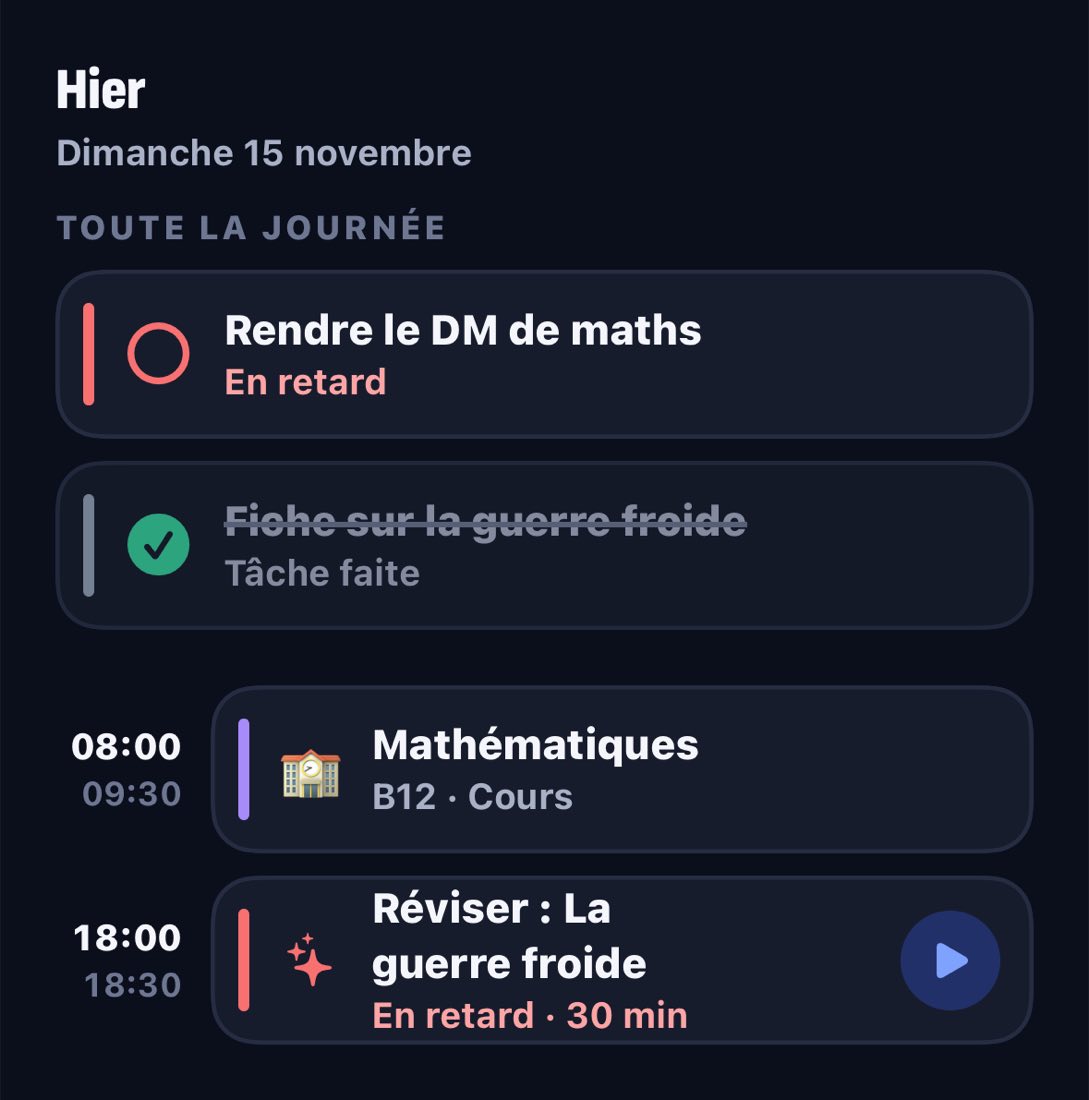 Hier
Dimanche 15 novembre
TOUTE LA JOURNÉE
Rendre le DM de maths
En retard
Fiche sur la guerre froide
Tâche faite
08:00
09:30
Mathématiques
B12 · Cours
18:00
18:30
Réviser : La
guerre froide
En retard · 30 min